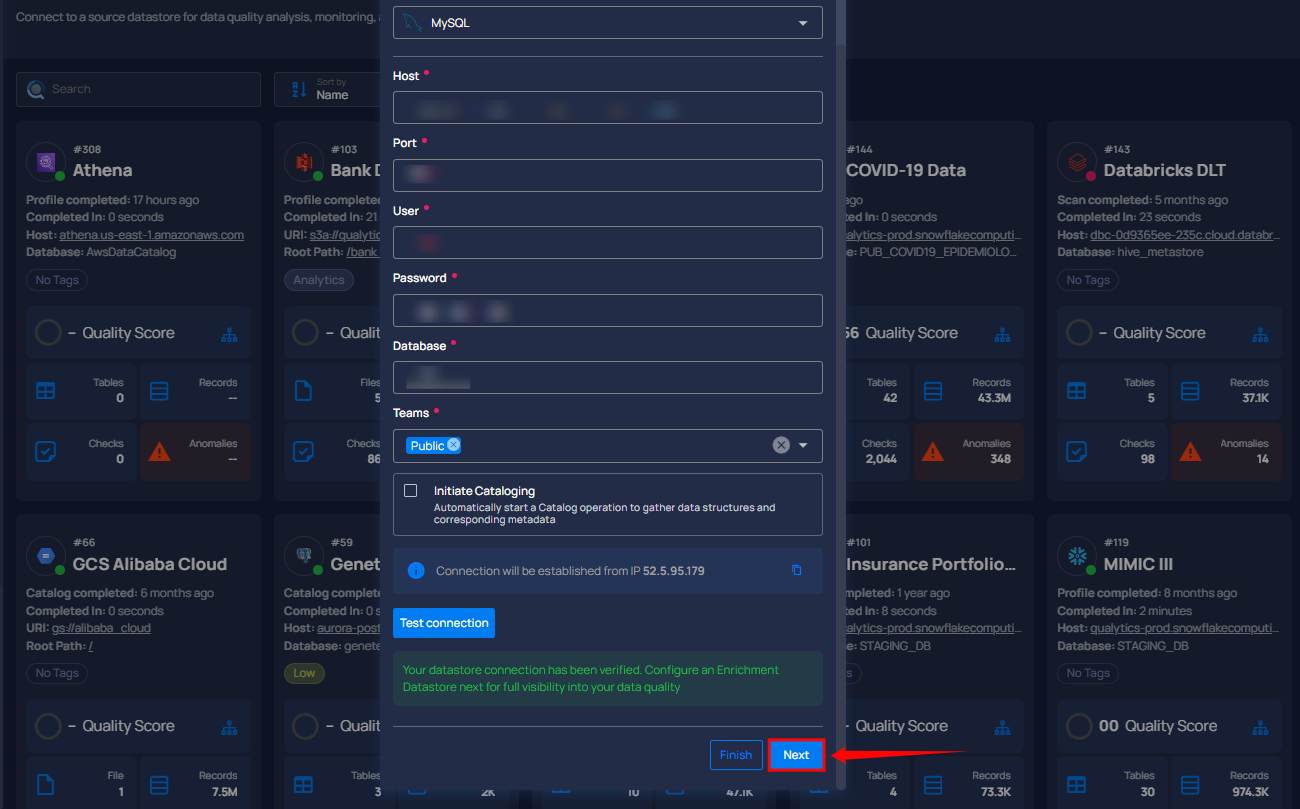 Connect to a source datastore for data quality analysis, monitoring,
MySQL
Host *
Port *
User *
Password *
Database *
Teams *
Public
Initiate Cataloging
Automatically start a Catalog operation to gather data structures and
corresponding metadata
Connection will be established from IP 52.5.95.179
Test connection
Your datastore connection has been verified. Configure an Enrichment
Datastore next for full visibility into your data quality
Finish
Next
Search
Sort by
Name
#308
Athena
Profile completed: 17 hours ago
Completed In: 0 seconds
Host: athena.us-east-1.amazonaws.com
Database: AwsDataCatalog
No Tags
– Quality Score
Tables
0
Records
--
Checks
0
Anomalies
--
#103
Bank D
Profile complete
Completed In: 21
URI: s3a://qualytic
Root Path: /bank_
Analytics
– Qualit
Files
5
Checks
86
#144
COVID-19 Data
ago
0 seconds
alytics-prod.snowflakecomputi...
PUB_COVID19_EPIDEMIOLO...
56 Quality Score
Tables
42
Records
43.3M
Checks
2,044
Anomalies
348
#143
Databricks DLT
Scan completed: 5 months ago
Completed In: 23 seconds
Host: dbc-0d9365ee-235c.cloud.databr...
Database: hive_metastore
No Tags
– Quality Score
Tables
5
Records
37.1K
Checks
98
Anomalies
14
#66
GCS Alibaba Cloud
Catalog completed: 6 months ago
Completed In: 0 seconds
URI: gs://alibaba_cloud
Root Path: /
No Tags
– Quality Score
File
1
Records
7.5M
#59
Genet
Catalog complet
Completed In: 0 s
Host: aurora-post
Database: genete
Low
– Qualit
Tables
3
2K
10
47.1K
#101
Insurance Portfolio...
mpleted: 1 year ago
In: 8 seconds
qualytics-prod.snowflakecomputi...
STAGING_DB
s
- Quality Score
Tables
4
Records
73.3K
#119
MIMIC III
Profile completed: 8 months ago
Completed In: 2 minutes
Host: qualytics-prod.snowflakecomputi...
Database: STAGING_DB
No Tags
00 Quality Score
Tables
30
Records
974.3K